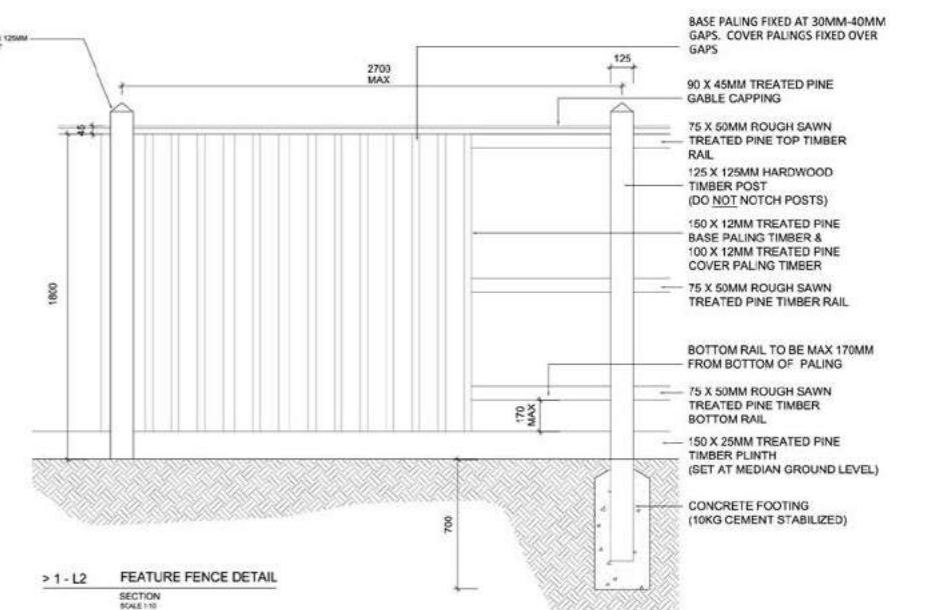 125MM
2700
MAX
125
45
1800
170
MAX
700
BASE PALING FIXED AT 30MM-40MM
GAPS. COVER PALINGS FIXED OVER
GAPS
90 X 45MM TREATED PINE
GABLE CAPPING
75 X 50MM ROUGH SAWN
TREATED PINE TOP TIMBER
RAIL
125 X 125MM HARDWOOD
TIMBER POST
(DO NOT NOTCH POSTS)
150 X 12MM TREATED PINE
BASE PALING TIMBER &
100 X 12MM TREATED PINE
COVER PALING TIMBER
75 X 50MM ROUGH SAWN
TREATED PINE TIMBER RAIL
BOTTOM RAIL TO BE MAX 170MM
FROM BOTTOM OF PALING
75 X 50MM ROUGH SAWN
TREATED PINE TIMBER
BOTTOM RAIL
150 X 25MM TREATED PINE
TIMBER PLINTH
(SET AT MEDIAN GROUND LEVEL)
CONCRETE FOOTING
(10KG CEMENT STABILIZED)
> 1 - L2 FEATURE FENCE DETAIL
SECTION
SCALE 1:10